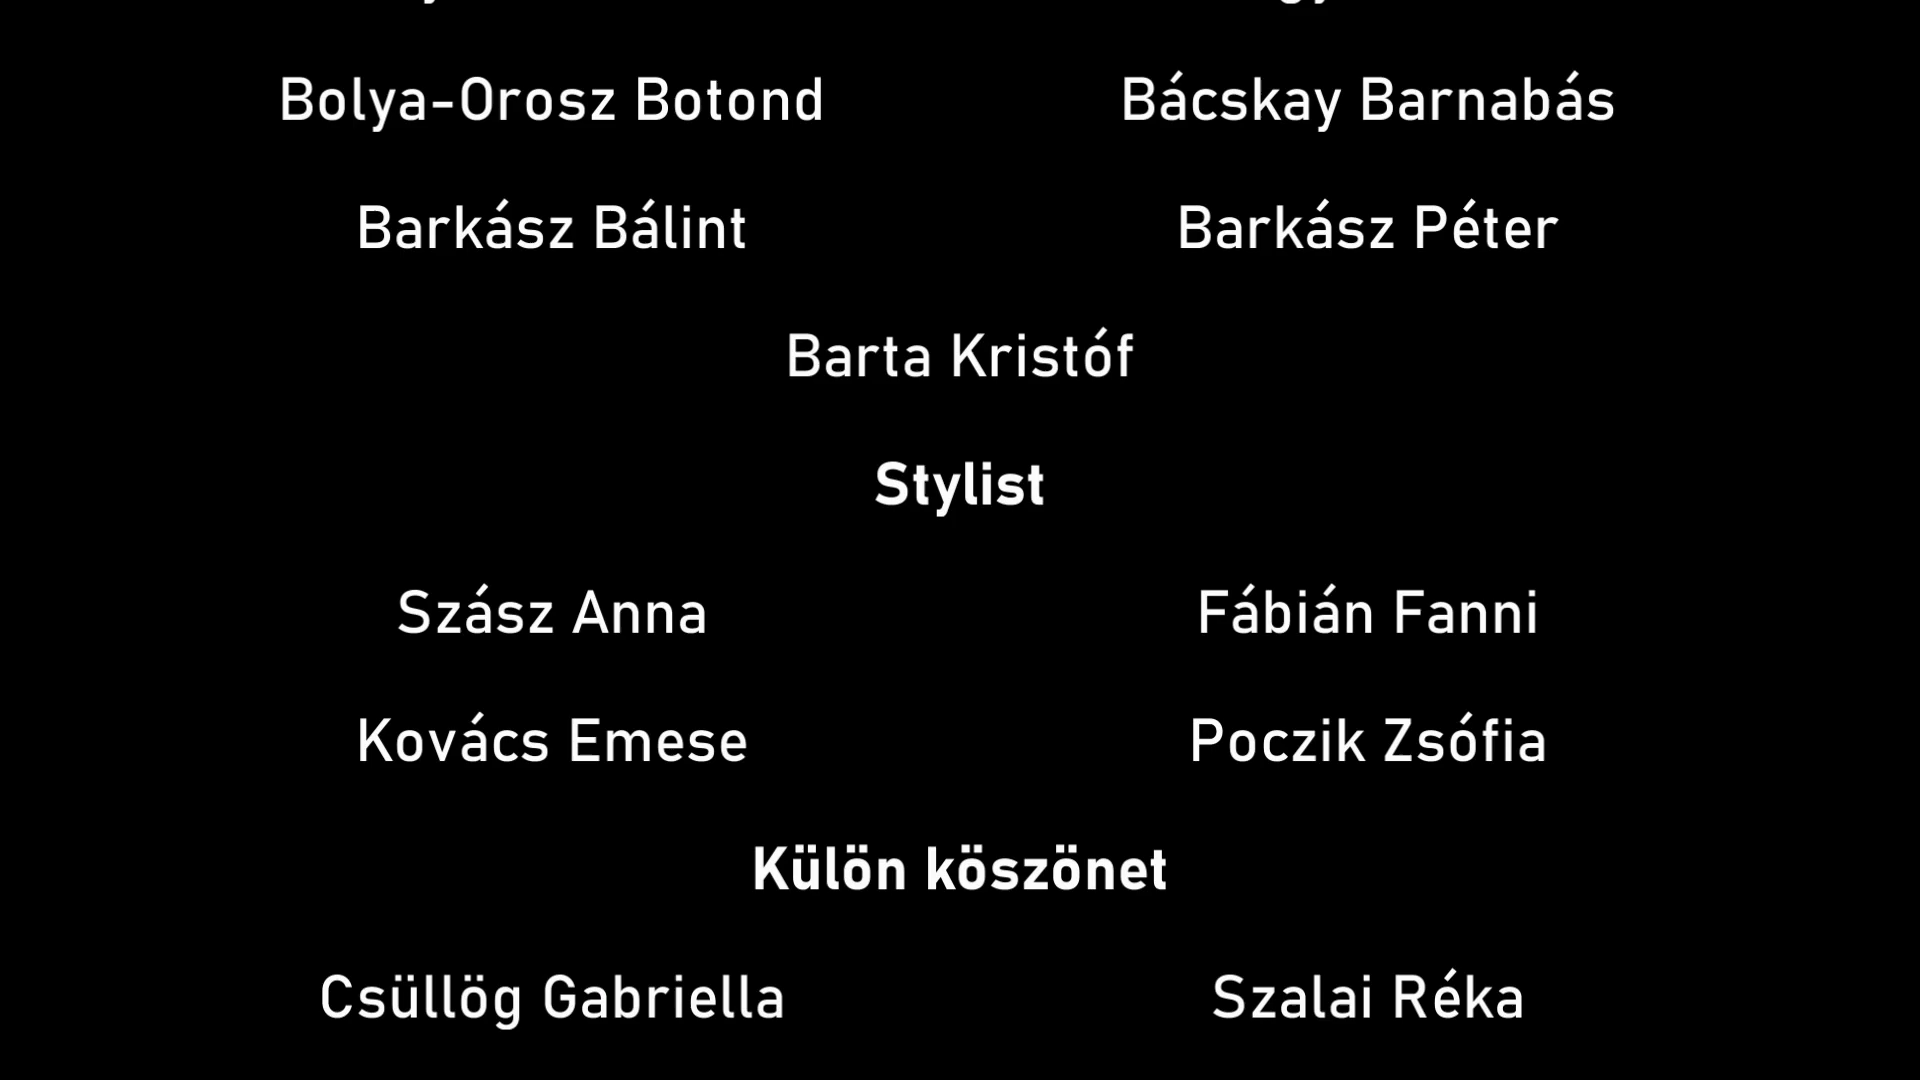 Bolya-Orosz Botond Bácskay Barnabás
Barkász Bálint Barkász Péter
Barta Kristóf
Stylist
Szász Anna Fábián Fanni
Kovács Emese Poczik Zsófia
Külön köszönet
Csüllög Gabriella Szalai Réka